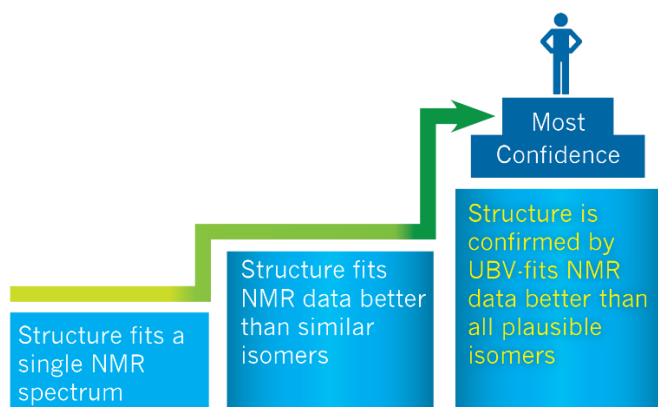 Most
Confidence
Structure is
confirmed by
UBV-fits NMR
data better than
all plausible
isomers
Structure fits
NMR data better
than similar
isomers
Structure fits a
single NMR
spectrum